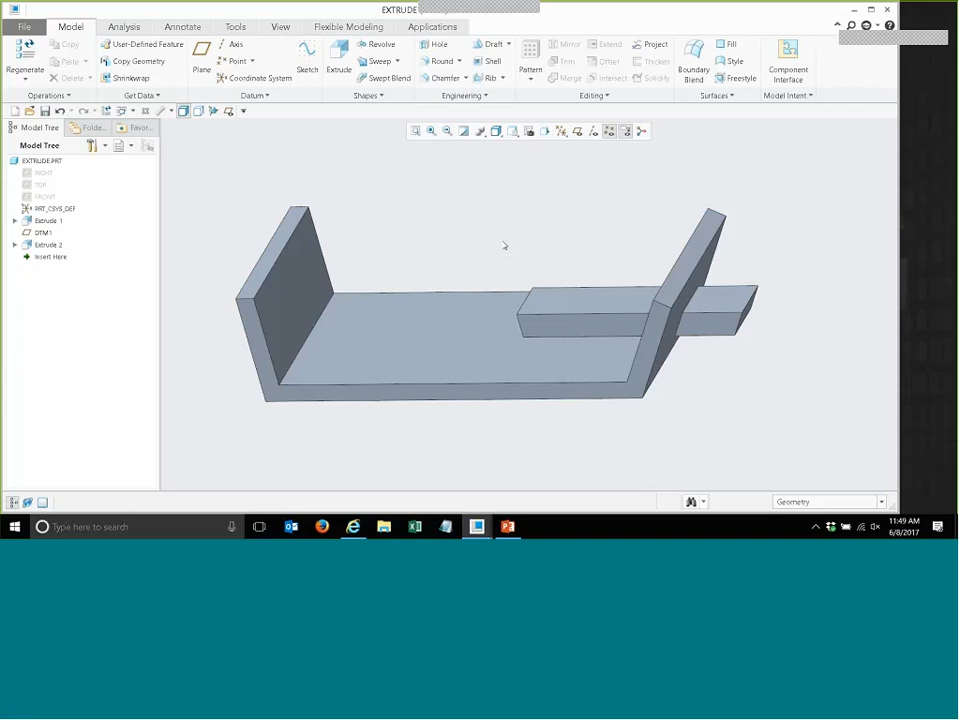 EXTRUDE
File Model Analysis Annotate Tools View Flexible Modeling Applications
Regenerate Copy Paste Delete User-Defined Feature Copy Geometry Shrinkwrap Plane Axis Point Coordinate System Sketch Extrude Revolve Sweep Swept Blend Hole Round Chamfer Draft Shell Rib Pattern Mirror Trim Merge Extend Offset Intersect Project Thicken Solidify Boundary Blend Fill Style Freestyle Component Interface
Operations Get Data Datum Shapes Engineering Editing Surfaces Model Intent
Model Tree Folde... Favor...
Model Tree
EXTRUDE.PRT
RIGHT
TOP
FRONT
PRT_CSYS_DEF
Extrude 1
DTM1
Extrude 2
Insert Here
Geometry
Type here to search
11:49 AM
6/8/2017